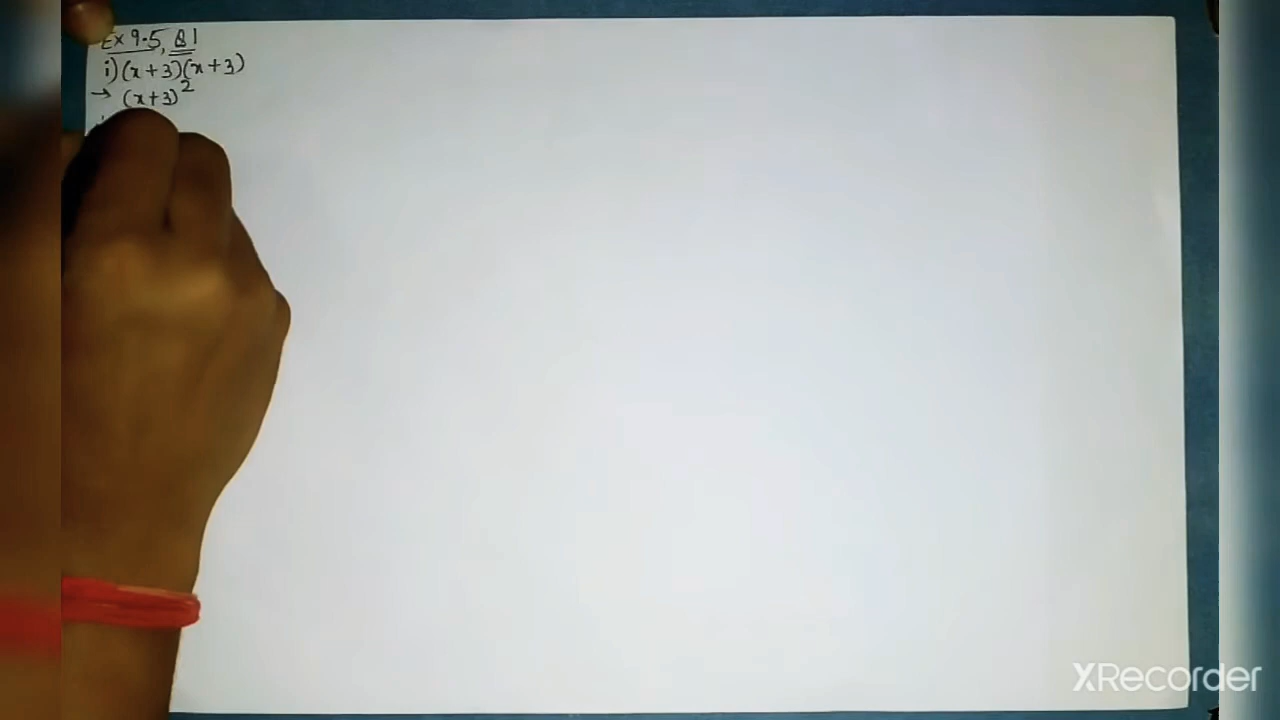 Ex 9.5, Q1
i) (x+3)(x+3)
→ (x+3)²
XRecorder